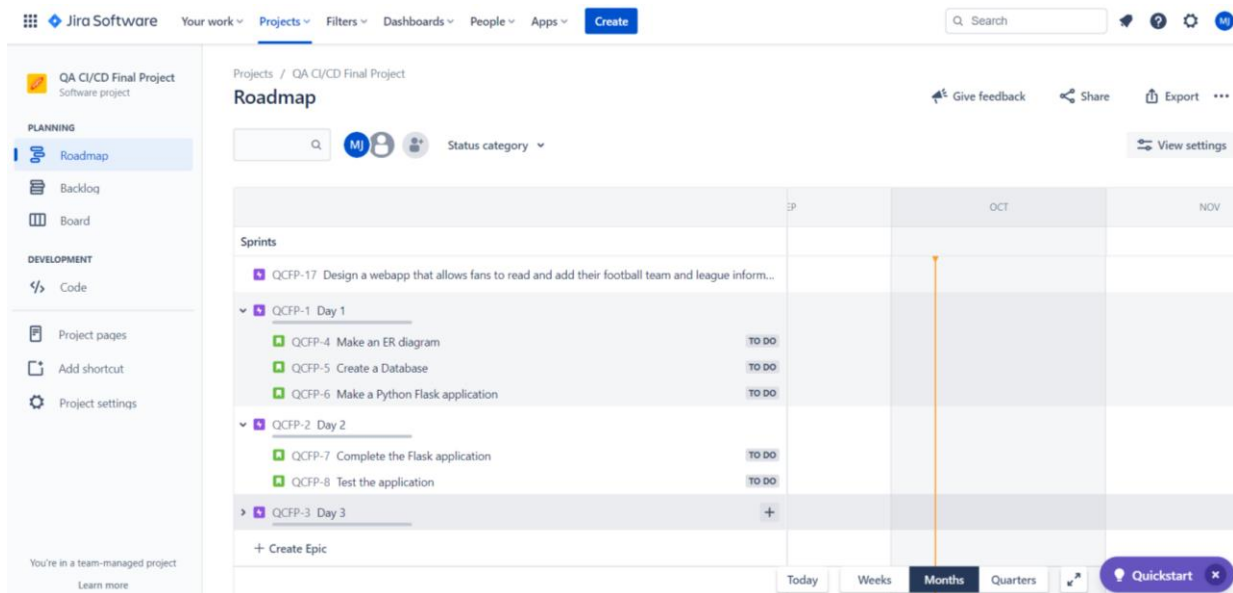 Jira Software Your work Projects Filters Dashboards People Apps Create Search MJ
QA CI/CD Final Project
Software project
PLANNING
Roadmap
Backlog
Board
DEVELOPMENT
Code
Project pages
Add shortcut
Project settings
You're in a team-managed project
Learn more
Projects / QA CI/CD Final Project
Roadmap
Give feedback Share Export
MJ Status category View settings
EP OCT NOV
Sprints
QCFP-17 Design a webapp that allows fans to read and add their football team and league inform...
QCFP-1 Day 1
QCFP-4 Make an ER diagram TO DO
QCFP-5 Create a Database TO DO
QCFP-6 Make a Python Flask application TO DO
QCFP-2 Day 2
QCFP-7 Complete the Flask application TO DO
QCFP-8 Test the application TO DO
QCFP-3 Day 3
+ Create Epic
Today Weeks Months Quarters Quickstart